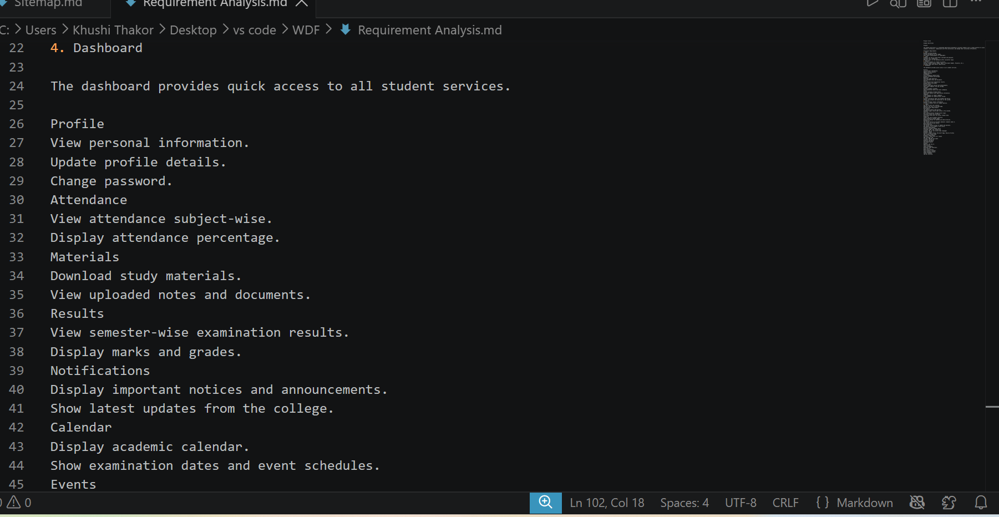 Sitemap.md Requirement Analysis.md
C: > Users > Khushi Thakor > Desktop > vs code > WDF > Requirement Analysis.md
22 4. Dashboard
23
24 The dashboard provides quick access to all student services.
25
26 Profile
27 View personal information.
28 Update profile details.
29 Change password.
30 Attendance
31 View attendance subject-wise.
32 Display attendance percentage.
33 Materials
34 Download study materials.
35 View uploaded notes and documents.
36 Results
37 View semester-wise examination results.
38 Display marks and grades.
39 Notifications
40 Display important notices and announcements.
41 Show latest updates from the college.
42 Calendar
43 Display academic calendar.
44 Show examination dates and event schedules.
45 Events
0 Ln 102, Col 18 Spaces: 4 UTF-8 CRLF {} Markdown